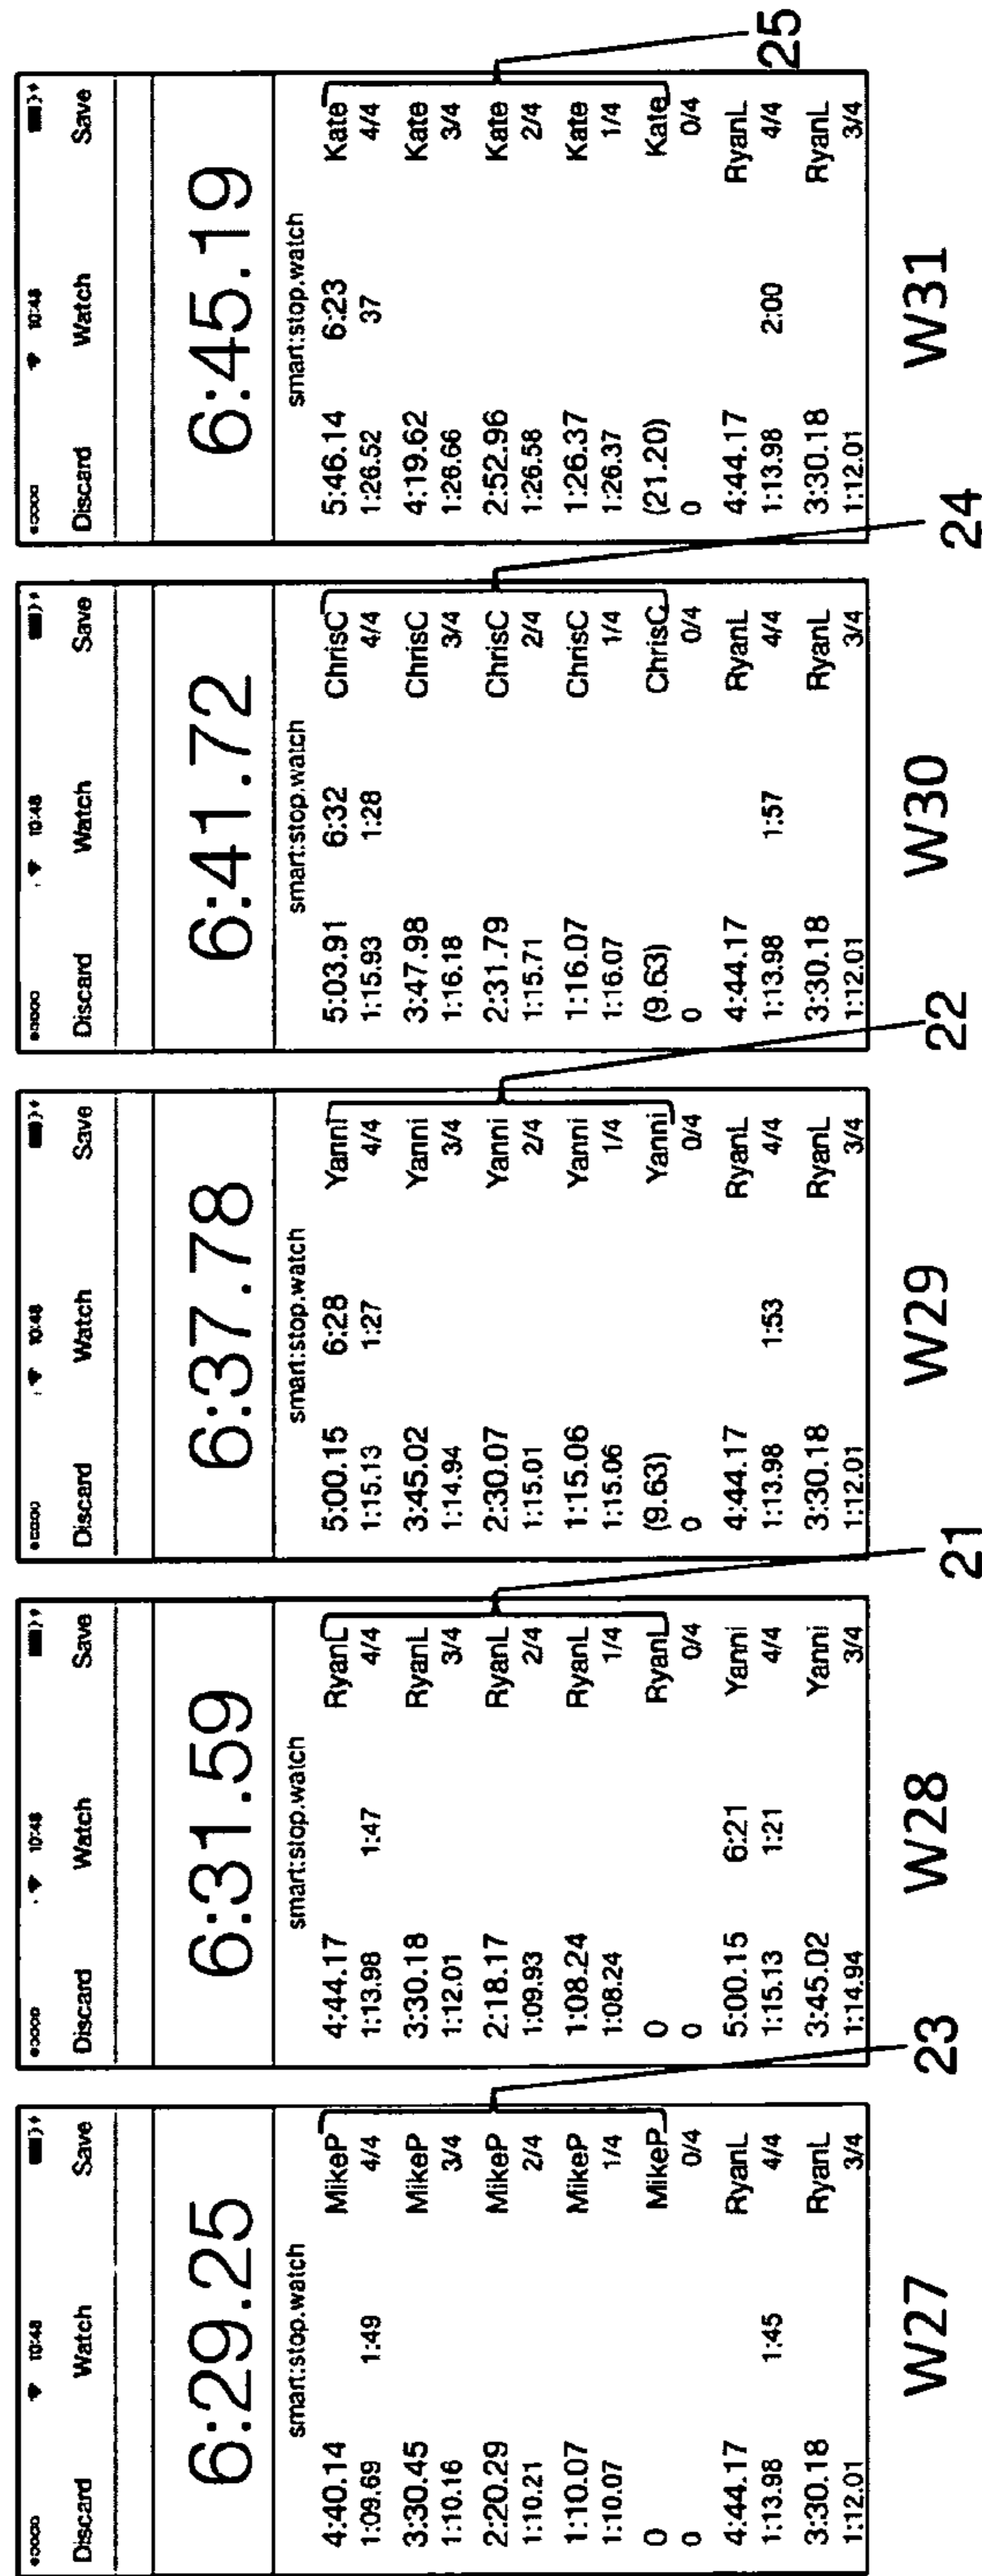 10:48
Discard Watch Save
6:29.25
smart:stop.watch
4:40.14 MikeP
1:09.69 1:49 4/4
3:30.45 MikeP
1:10.16 3/4
2:20.29 MikeP
1:10.21 2/4
1:10.07 MikeP
1:10.07 1/4
0 MikeP
0 0/4
4:44.17 RyanL
1:13.98 1:45 4/4
3:30.18 RyanL
1:12.01 3/4
23
W27
10:48
Discard Watch Save
6:31.59
smart:stop.watch
4:44.17 RyanL
1:13.98 1:47 4/4
3:30.18 RyanL
1:12.01 3/4
2:18.17 RyanL
1:09.93 2/4
1:08.24 RyanL
1:08.24 1/4
0 RyanL
0 0/4
5:00.15 6:21 Yanni
1:15.13 1:21 4/4
3:45.02 Yanni
1:14.94 3/4
21
W28
10:48
Discard Watch Save
6:37.78
smart:stop.watch
5:00.15 6:28 Yanni
1:15.13 1:27 4/4
3:45.02 Yanni
1:14.94 3/4
2:30.07 Yanni
1:15.01 2/4
1:15.06 Yanni
1:15.06 1/4
(9.63) Yanni
0 0/4
4:44.17 RyanL
1:13.98 1:53 4/4
3:30.18 RyanL
1:12.01 3/4
22
W29
10:48
Discard Watch Save
6:41.72
smart:stop.watch
5:03.91 6:32 ChrisC
1:15.93 1:28 4/4
3:47.98 ChrisC
1:16.18 3/4
2:31.79 ChrisC
1:15.71 2/4
1:16.07 ChrisC
1:16.07 1/4
(9.63) ChrisC
0 0/4
4:44.17 RyanL
1:13.98 1:57 4/4
3:30.18 RyanL
1:12.01 3/4
24
W30
10:48
Discard Watch Save
6:45.19
smart:stop.watch
5:46.14 6:23 Kate
1:26.52 37 4/4
4:19.62 Kate
1:26.66 3/4
2:52.96 Kate
1:26.58 2/4
1:26.37 Kate
1:26.37 1/4
(21.20) Kate
0 0/4
4:44.17 RyanL
1:13.98 2:00 4/4
3:30.18 RyanL
1:12.01 3/4
25
W31